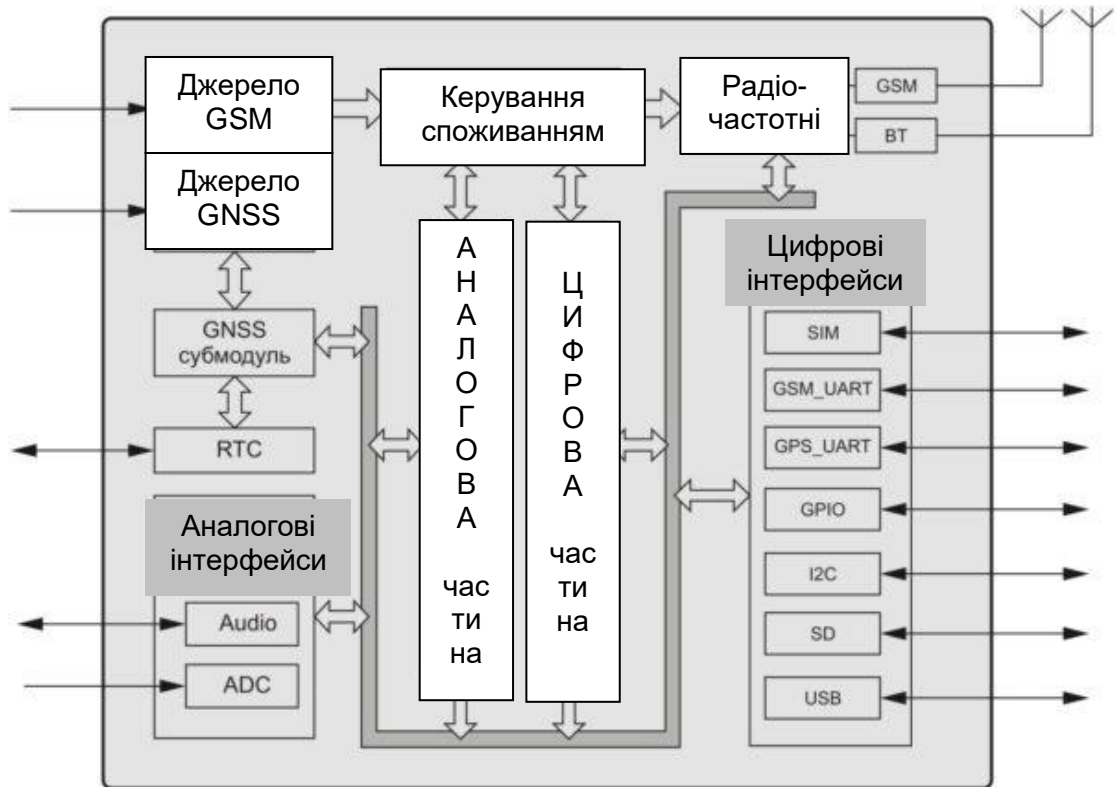 Джерело
GSM
Керування
споживанням
Радіо-
частотні
GSM
BT
Джерело
GNSS
GNSS
субмодуль
RTC
Аналогові
інтерфейси
Audio
ADC
А
Н
А
Л
О
Г
О
В
А
час
ти
на
Ц
И
Ф
Р
О
В
А
час
ти
на
Цифрові
інтерфейси
SIM
GSM_UART
GPS_UART
GPIO
I2C
SD
USB